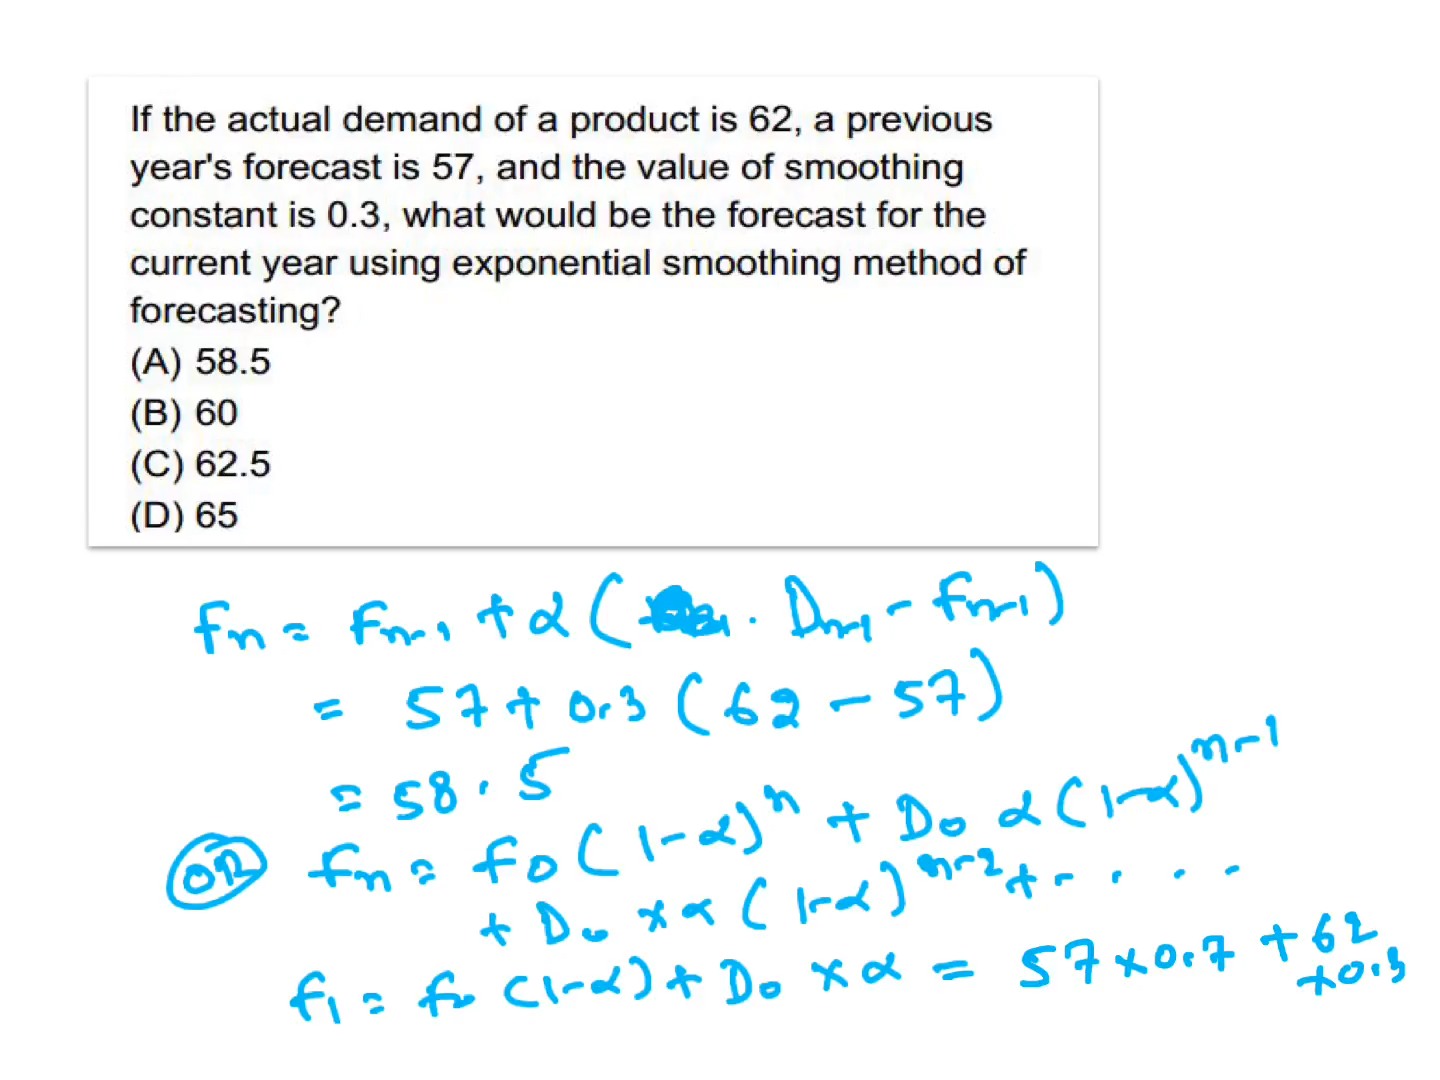 If the actual demand of a product is 62, a previous
year's forecast is 57, and the value of smoothing
constant is 0.3, what would be the forecast for the
current year using exponential smoothing method of
forecasting?
(A) 58.5
(B) 60
(C) 62.5
(D) 65
Fn = Fn-1 + α ( . Dn-1 - Fn-1)
= 57 + 0.3 (62 - 57)
= 58.5
OR Fn = F0 (1-α)^n + D0 α (1-α)^n-1
+ D0 × α (1-α)^n-2 + - . . .
F1 = F0 (1-α) + D0 × α = 57 × 0.7 + 62
× 0.3